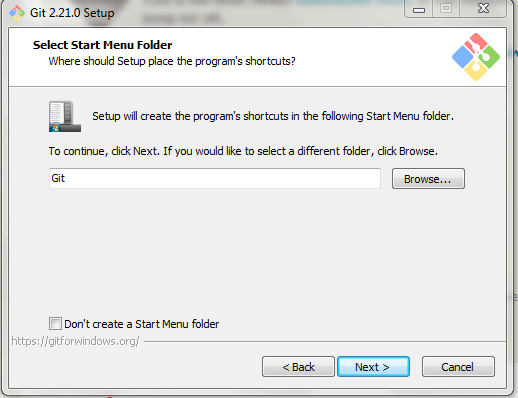 Git 2.21.0 Setup
Select Start Menu Folder
Where should Setup place the program's shortcuts?
Setup will create the program's shortcuts in the following Start Menu folder.
To continue, click Next. If you would like to select a different folder, click Browse.
Git
Browse...
Don't create a Start Menu folder
https://gitforwindows.org/
< Back
Next >
Cancel